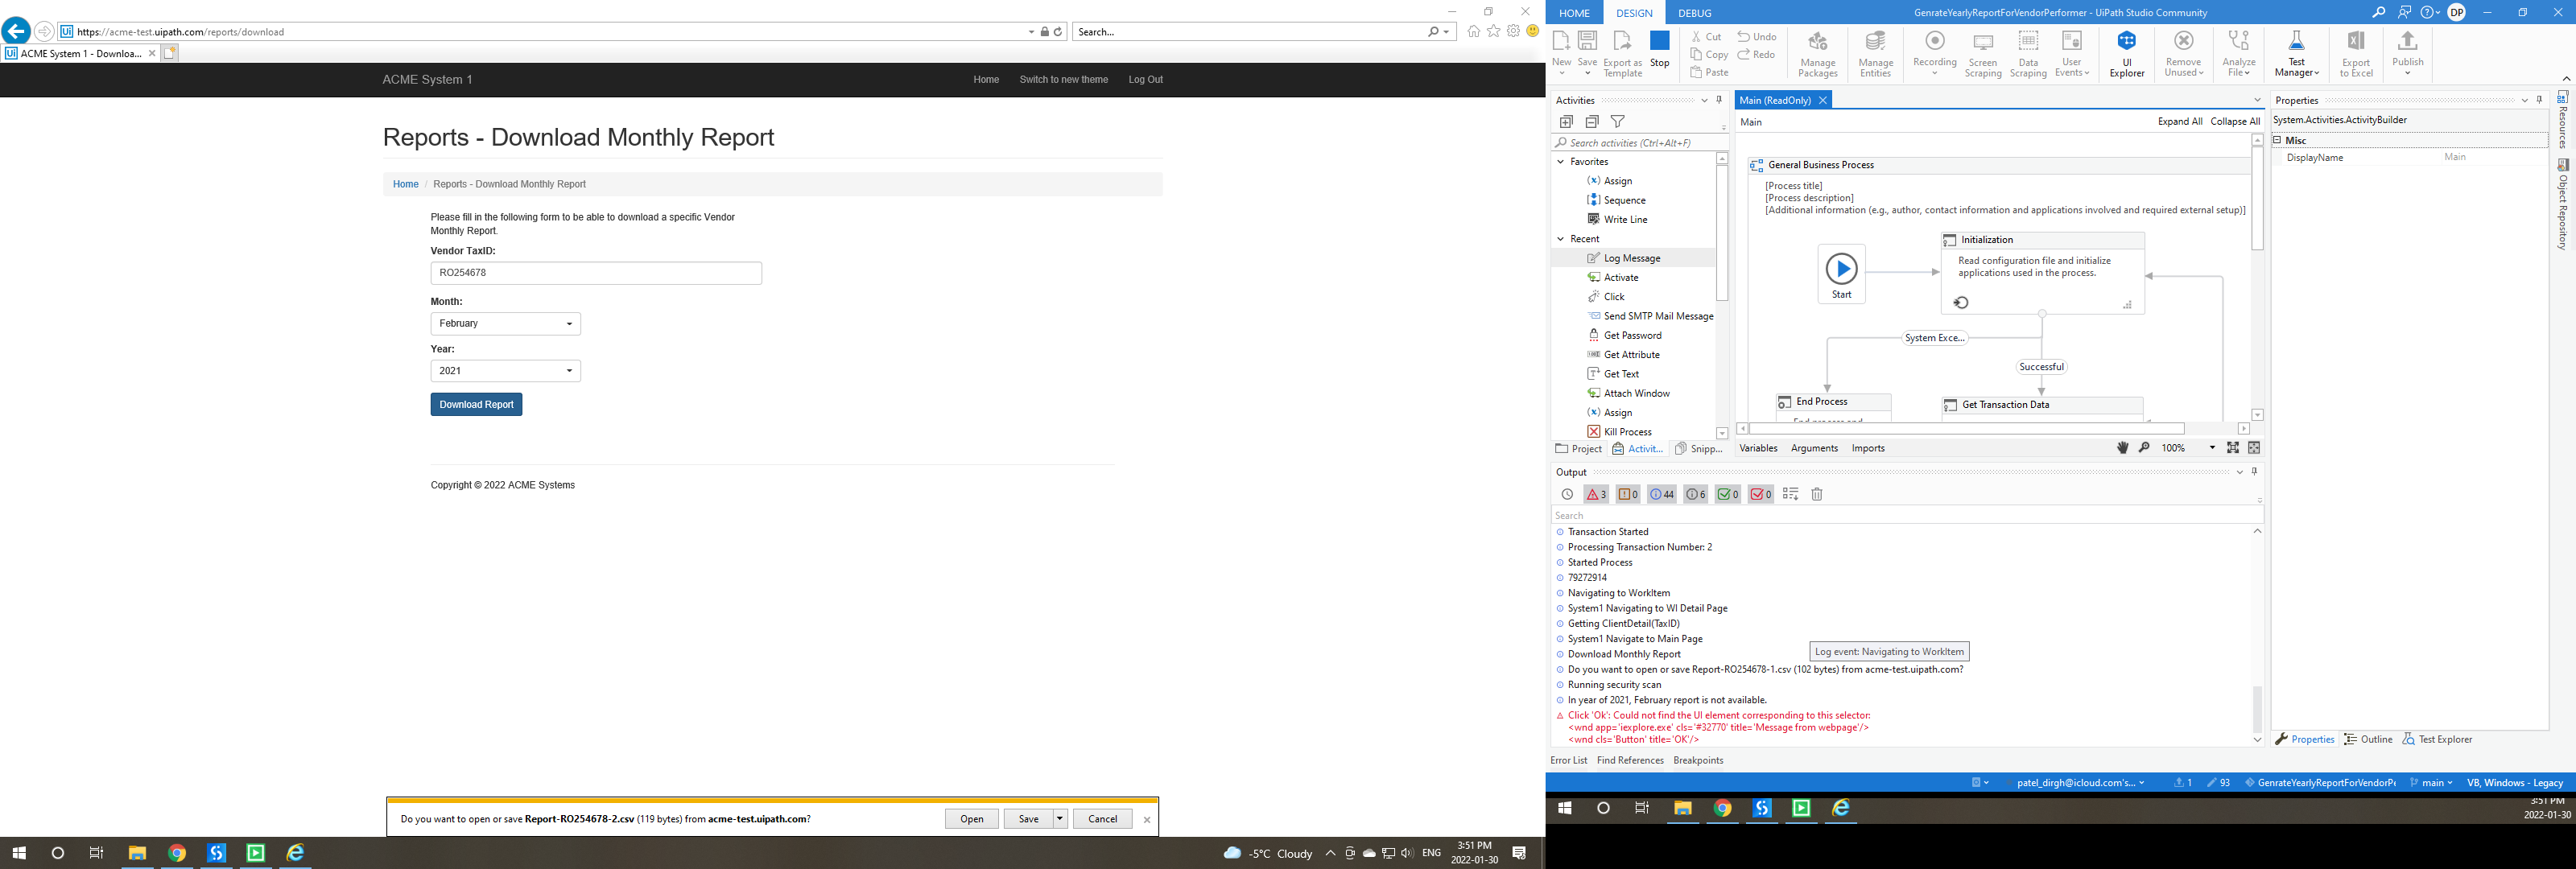 https://acme-test.uipath.com/reports/download
Search...
ACME System 1 - Downloa...
ACME System 1
Home
Switch to new theme
Log Out
Reports - Download Monthly Report
Home / Reports - Download Monthly Report
Please fill in the following form to be able to download a specific Vendor
Monthly Report.
Vendor TaxID:
RO254678
Month:
February
Year:
2021
Download Report
Copyright © 2022 ACME Systems
Do you want to open or save Report-RO254678-2.csv (119 bytes) from acme-test.uipath.com?
Open
Save
Cancel
-5°C Cloudy
ENG
3:51 PM
2022-01-30
HOME
DESIGN
DEBUG
GenrateYearlyReportForVendorPerformer - UiPath Studio Community
DP
New
Save
Export as
Template
Stop
Cut
Copy
Paste
Undo
Redo
Manage
Packages
Manage
Entities
Recording
Screen
Scraping
Data
Scraping
User
Events
UI
Explorer
Remove
Unused
Analyze
File
Test
Manager
Export
to Excel
Publish
Activities
Search activities (Ctrl+Alt+F)
Favorites
Assign
Sequence
Write Line
Recent
Log Message
Activate
Click
Send SMTP Mail Message
Get Password
Get Attribute
Get Text
Attach Window
Assign
Kill Process
Project
Activit...
Snipp...
Main (ReadOnly)
Main
Expand All
Collapse All
General Business Process
[Process title]
[Process description]
[Additional information (e.g., author, contact information and applications involved and required external setup)]
Start
Initialization
Read configuration file and initialize
applications used in the process.
System Exce...
Successful
End Process
End process and
Get Transaction Data
Variables
Arguments
Imports
100%
Properties
System.Activities.ActivityBuilder
Misc
DisplayName
Main
Resources
Object Repository
Output
3
0
44
6
0
0
Search
Transaction Started
Processing Transaction Number: 2
Started Process
79272914
Navigating to WorkItem
System1 Navigating to WI Detail Page
Getting ClientDetail(TaxID)
System1 Navigate to Main Page
Download Monthly Report
Log event: Navigating to WorkItem
Do you want to open or save Report-RO254678-1.csv (102 bytes) from acme-test.uipath.com?
Running security scan
In year of 2021, February report is not available.
Click 'Ok': Could not find the UI element corresponding to this selector:
<wnd app='iexplore.exe' cls='#32770' title='Message from webpage'/>
<wnd cls='Button' title='OK'/>
Error List
Find References
Breakpoints
Properties
Outline
Test Explorer
patel_dirgh@icloud.com's...
1
93
GenrateYearlyReportForVendorPe
main
VB, Windows - Legacy
3:51 PM
2022-01-30